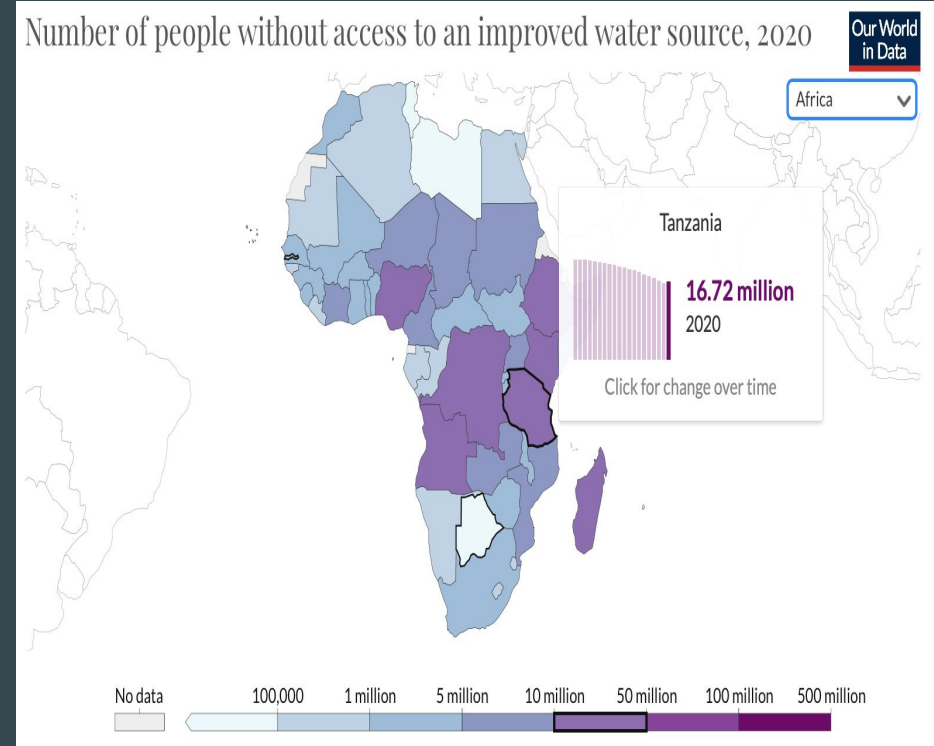 Number of people without access to an improved water source, 2020
Our World
in Data
Africa
Tanzania
16.72 million
2020
Click for change over time
No data
100,000 1 million 5 million 10 million 50 million 100 million 500 million